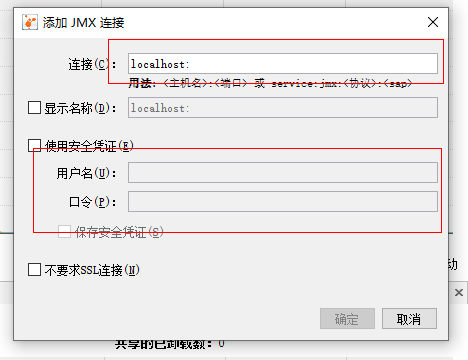 添加 JMX 连接
连接(C): localhost:
用法: <主机名>:<端口> 或 service:jmx:<协议>:<sap>
显示名称(D): localhost:
使用安全凭证(E)
用户名(U):
口令(P):
保存安全凭证(S)
不要求SSL连接(N)
动
确定 取消
共享的已卸载数: 0